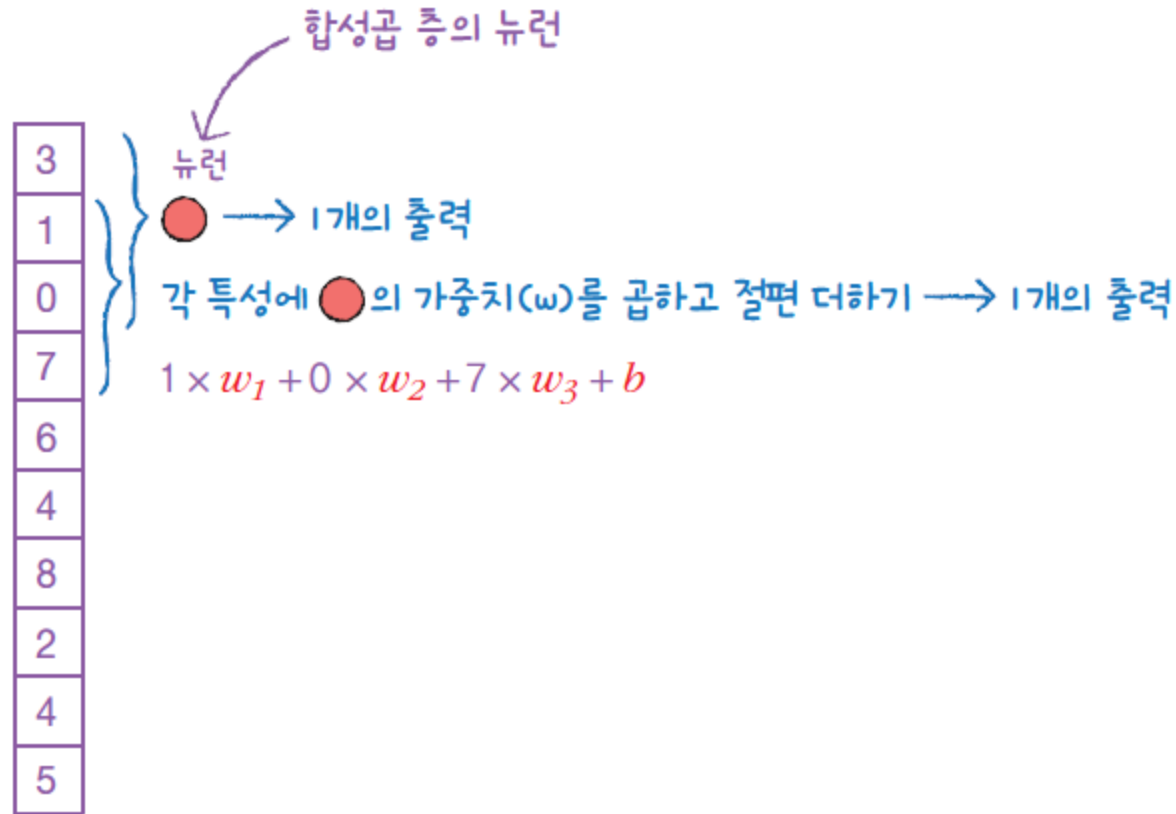 합성곱 층의 뉴런
3
뉴런
1
1개의 출력
0
각 특성에 의 가중치(w)를 곱하고 절편 더하기 → 1개의 출력
7
1 × w₁ + 0 × w₂ + 7 × w₃ + b
6
4
8
2
4
5